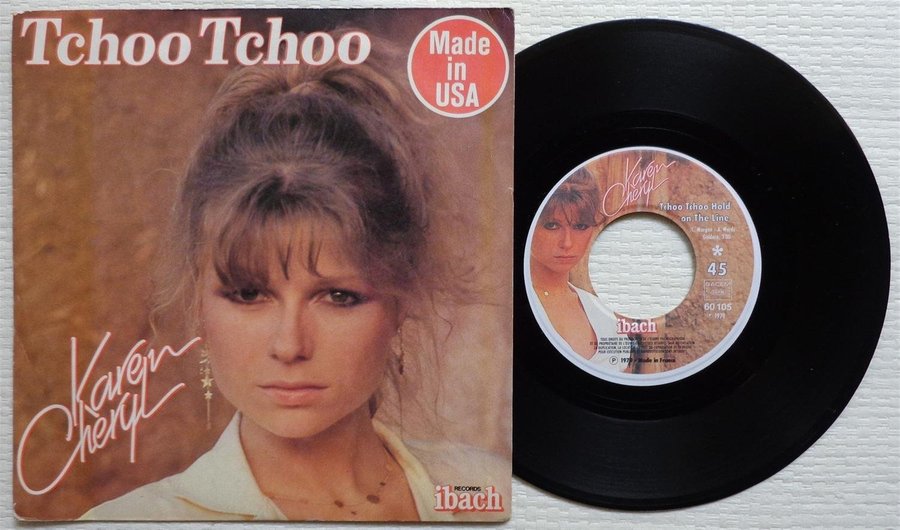 Tchoo Tchoo
Made
in
USA
Karen
Cheryl
RECORDS
ibach
Karen
Cheryl
Tchoo Tchoo Hold
on The Line
*
45
60 105
℗ 1979
ibach
℗ 1979 - Made in France